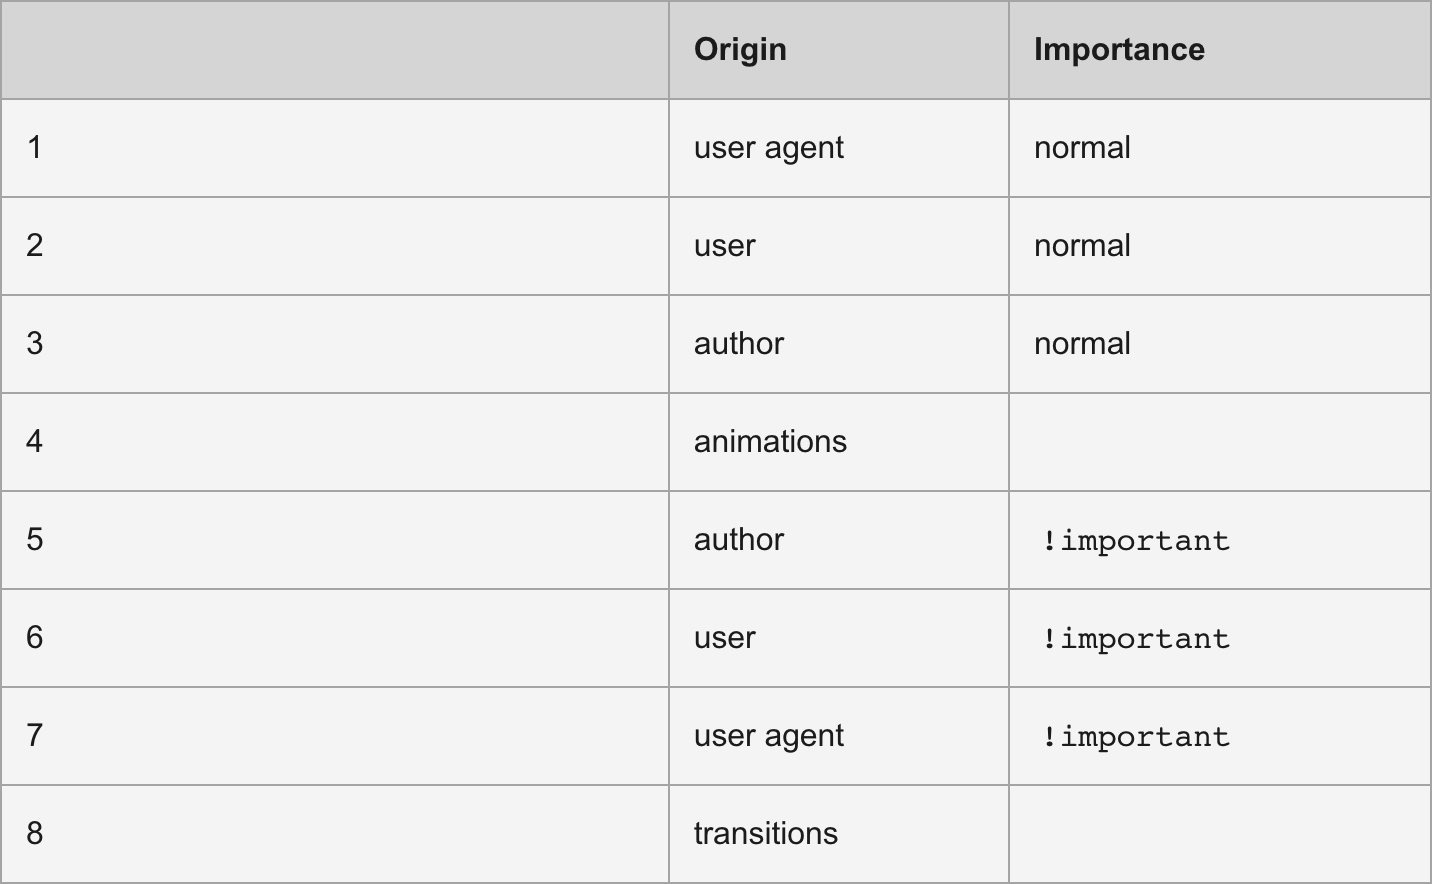 Origin Importance
1 user agent normal
2 user normal
3 author normal
4 animations
5 author !important
6 user !important
7 user agent !important
8 transitions